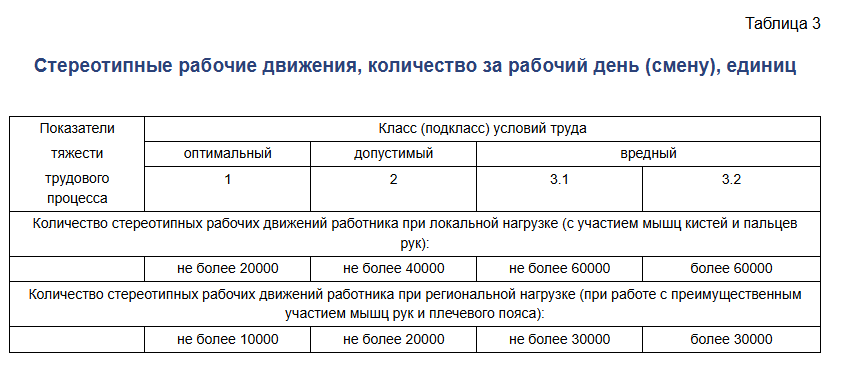 Таблица 3
Стереотипные рабочие движения, количество за рабочий день (смену), единиц
Показатели тяжести трудового процесса
Класс (подкласс) условий труда
оптимальный допустимый вредный
1 2 3.1 3.2
Количество стереотипных рабочих движений работника при локальной нагрузке (с участием мышц кистей и пальцев
рук):
не более 20000 не более 40000 не более 60000 более 60000
Количество стереотипных рабочих движений работника при региональной нагрузке (при работе с преимущественным
участием мышц рук и плечевого пояса):
не более 10000 не более 20000 не более 30000 более 30000